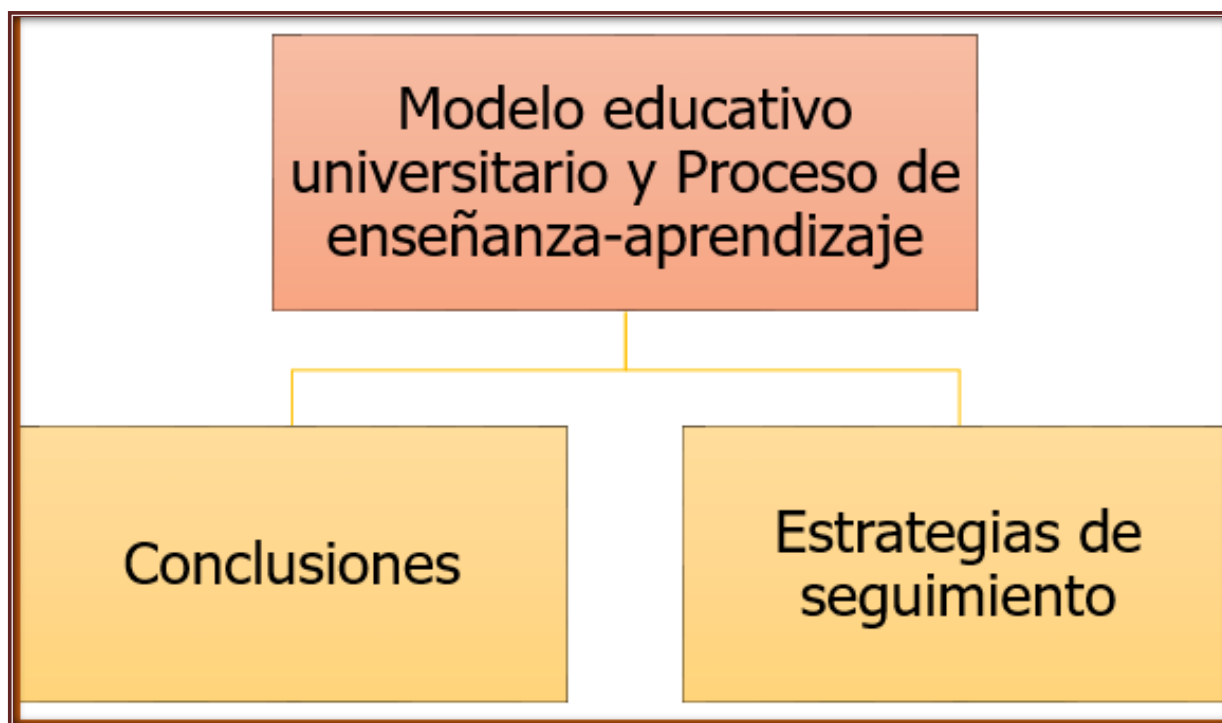 Modelo educativo
universitario y Proceso de
enseñanza-aprendizaje
Conclusiones
Estrategias de
seguimiento